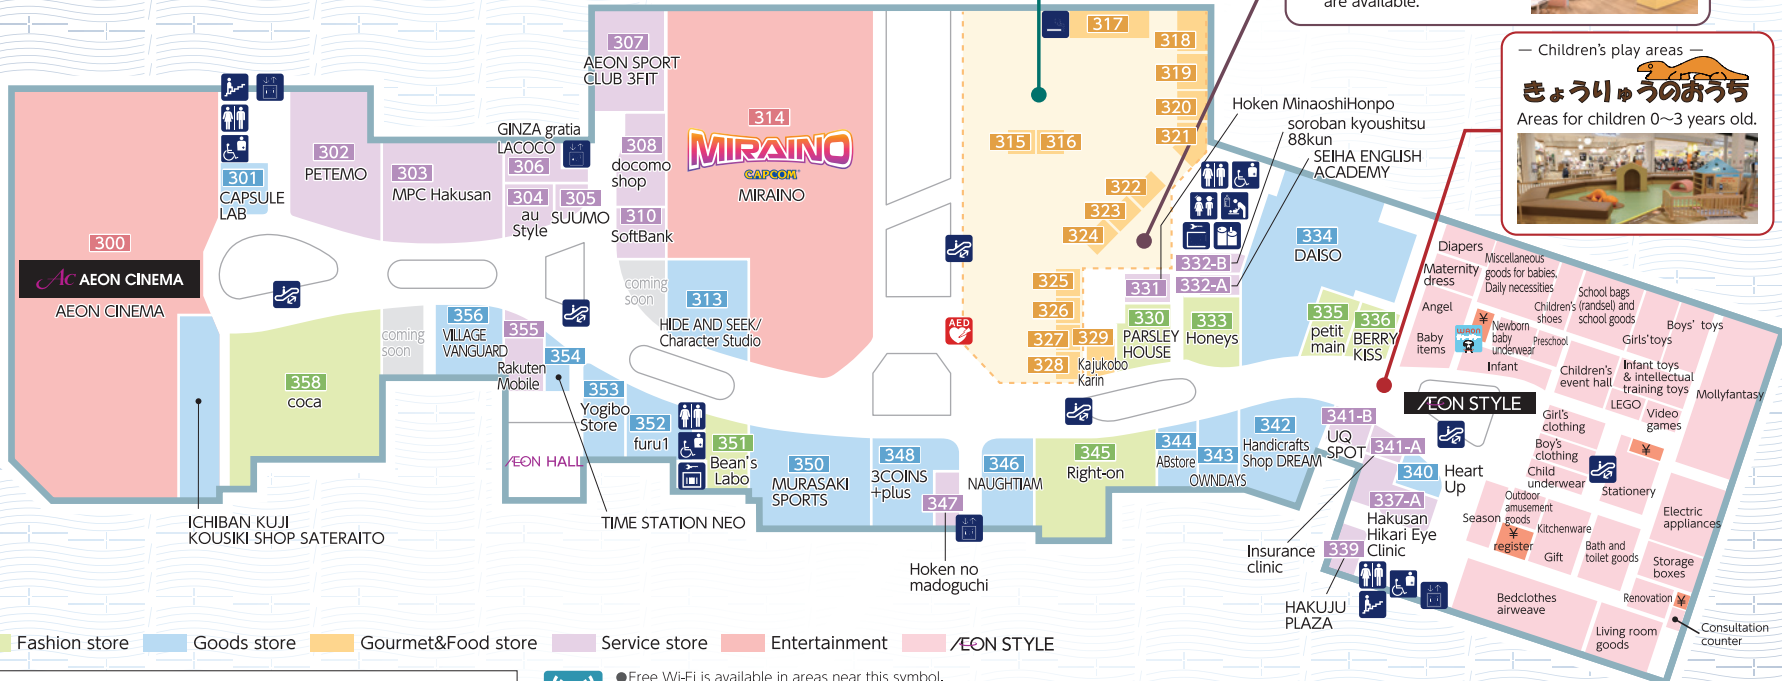 are available.
— Children's play areas —
きょうりゅうのおうち
Areas for children 0～3 years old.
317
307
AEON SPORT
CLUB 3FIT
318
319
320
321
315
316
314
MIRAINO
CAPCOM
MIRAINO
GINZA gratia
LACOCO
306
308
docomo
shop
302
PETEMO
303
MPC Hakusan
304
au
Style
305
SUUMO
310
SoftBank
301
CAPSULE
LAB
300
Ac AEON CINEMA
AEON CINEMA
Hoken MinaoshiHonpo
soroban kyoushitsu
88kun
SEIHA ENGLISH
ACADEMY
322
323
324
325
326
327
328
329
Kajukobo
Karin
AED
332-B
332-A
331
334
DAISO
330
PARSLEY
HOUSE
333
Honeys
335
petit
main
336
BERRY
KISS
coming
soon
313
HIDE AND SEEK/
Character Studio
coming
soon
356
VILLAGE
VANGUARD
355
Rakuten
Mobile
354
353
Yogibo
Store
352
furu1
351
Bean's
Labo
358
coca
ÆON HALL
TIME STATION NEO
ICHIBAN KUJI
KOUSIKI SHOP SATERAITO
350
MURASAKI
SPORTS
348
3COINS
+plus
347
Hoken no
madoguchi
346
NAUGHTIAM
345
Right-on
344
ABstore
343
OWNDAYS
342
Handicrafts
Shop DREAM
341-B
UQ
SPOT
341-A
340
Heart
Up
337-A
Hakusan
Hikari Eye
Clinic
339
Insurance
clinic
HAKUJU
PLAZA
ÆON STYLE
Diapers
Maternity
dress
Angel
Baby
items
Miscellaneous
goods for babies,
Daily necessities
¥
WAON
Newborn
baby
underwear
Infant
Children's
shoes
Preschool
School bags
(randsel) and
school goods
Boys' toys
Girls'toys
Children's
event hall
Infant toys
& intellectual
training toys
Mollyfantasy
LEGO
Video
games
Girl's
clothing
Boy's
clothing
Child
underwear
¥
Stationery
Outdoor
amusement
goods
Season
¥
register
Kitchenware
Gift
Bath and
toilet goods
Electric
appliances
Storage
boxes
Renovation
¥
Bedclothes
airweave
Living room
goods
Consultation
counter
Fashion store
Goods store
Gourmet&Food store
Service store
Entertainment
ÆON STYLE
●Free Wi-Fi is available in areas near this symbol.